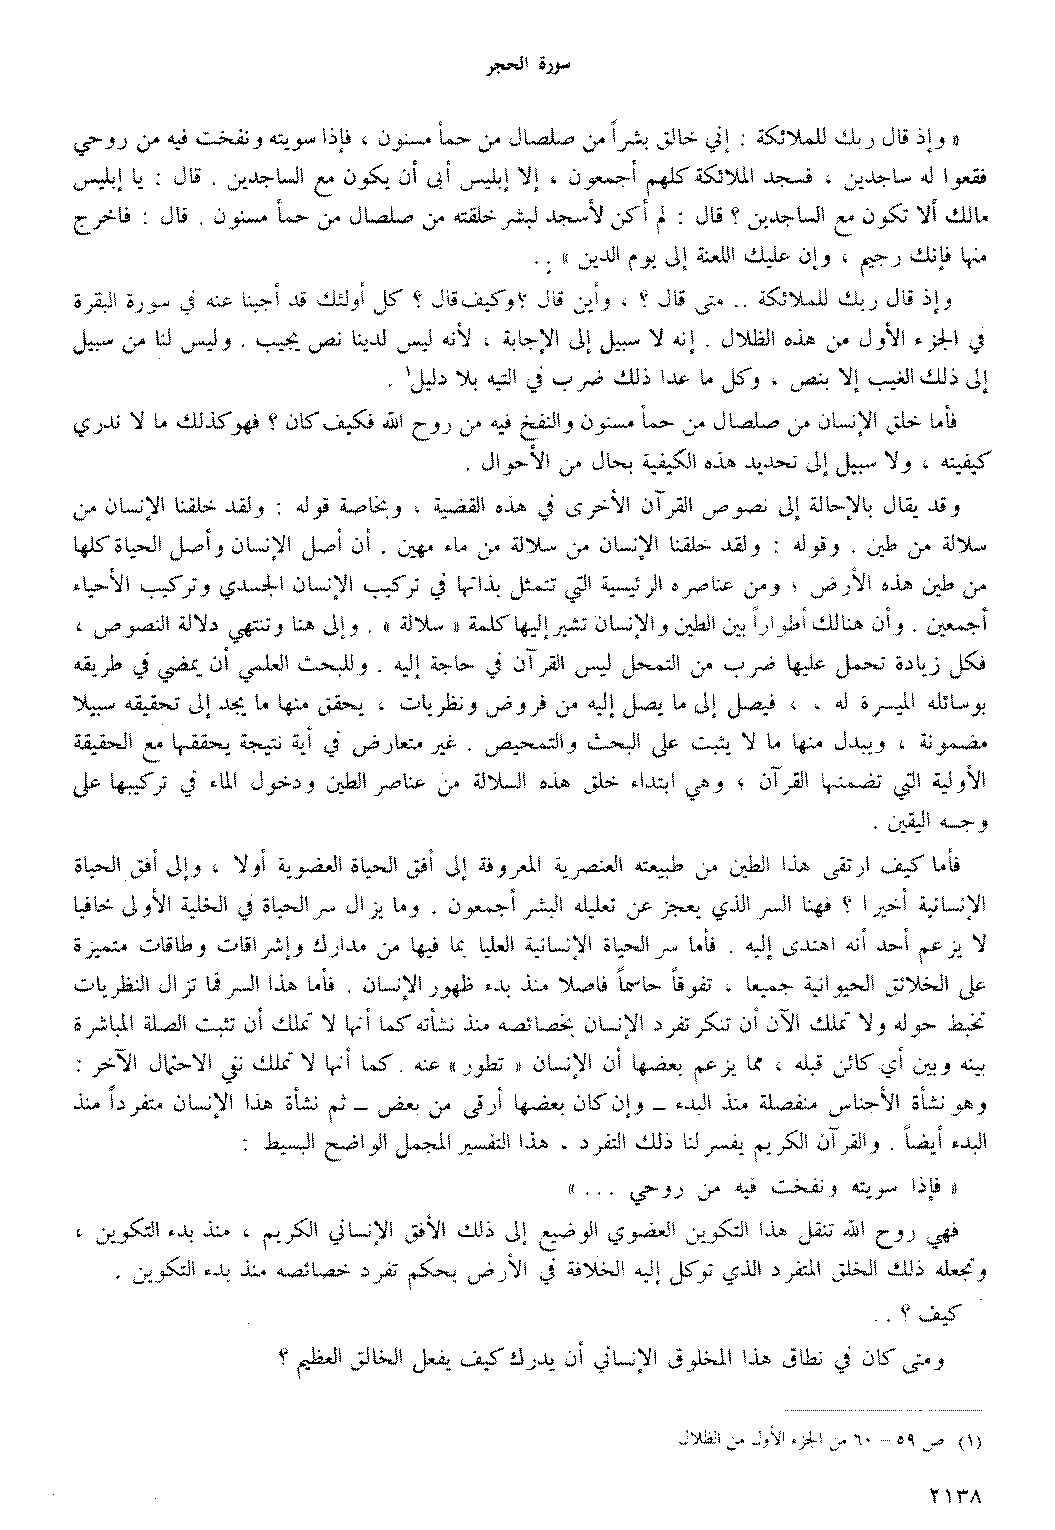 سورة الحجر
« وإذ قال ربك للملائكة : إني خالق بشراً من صلصال من حمأ مسنون ، فإذا سويته ونفخت فيه من روحي
فقعوا له ساجدين ، فسجد الملائكة كلهم أجمعون ، إلا إبليس أبى أن يكون مع الساجدين . قال : يا إبليس
مالك ألا تكون مع الساجدين ؟ قال : لم أكن لأسجد لبشر خلقته من صلصال من حمأ مسنون . قال : فاخرج
منها فإنك رجيم ، وإن عليك اللعنة إلى يوم الدين » ..
وإذ قال ربك للملائكة .. متى قال ؟ ، وأين قال ؟ وكيف قال ؟ كل أولئك قد أجبنا عنه في سورة البقرة
في الجزء الأول من هذه الظلال . إنه لا سبيل إلى الإجابة ، لأنه ليس لدينا نص يجيب . وليس لنا من سبيل
إلى ذلك الغيب إلا بنص ، وكل ما عدا ذلك ضرب في التيه بلا دليل١ .
فأما خلق الإنسان من صلصال من حمأ مسنون والنفخ فيه من روح الله فكيف كان ؟ فهو كذلك ما لا ندري
كيفيته ، ولا سبيل إلى تحديد هذه الكيفية بحال من الأحوال .
وقد يقال بالإحالة إلى نصوص القرآن الأخرى في هذه القضية ، وبخاصة قوله : ولقد خلقنا الإنسان من
سلالة من طين . وقوله : ولقد خلقنا الإنسان من سلالة من ماء مهين . أن أصل الإنسان وأصل الحياة كلها
من طين هذه الأرض ؛ ومن عناصره الرئيسية التي تتمثل بذاتها في تركيب الإنسان الجسدي وتركيب الأحياء
أجمعين . وأن هنالك أطواراً بين الطين والإنسان تشير إليها كلمة « سلالة » . وإلى هنا وتنتهي دلالة النصوص ،
فكل زيادة تحمل عليها ضرب من التمحل ليس القرآن في حاجة إليه . وللبحث العلمي أن يمضي في طريقه
بوسائله الميسرة له ، ، فيصل إلى ما يصل إليه من فروض ونظريات ، يحقق منها ما يجد إلى تحقيقه سبيلا
مضمونة ، ويبدل منها ما لا يثبت على البحث والتمحيص . غير متعارض في أية نتيجة يحققها مع الحقيقة
الأولية التي تضمنها القرآن ؛ وهي ابتداء خلق هذه السلالة من عناصر الطين ودخول الماء في تركيبها على
وجه اليقين .
فأما كيف ارتقى هذا الطين من طبيعته العنصرية المعروفة إلى أفق الحياة العضوية أولا ، وإلى أفق الحياة
الإنسانية أخيرا ؟ فهنا السر الذي يعجز عن تعليله البشر أجمعون . وما يزال سر الحياة في الخلية الأولى خافيا
لا يزعم أحد أنه اهتدى إليه . فأما سر الحياة الإنسانية العليا بما فيها من مدارك وإشراقات وطاقات متميزة
على الخلائق الحيوانية جميعا ، تفوقاً حاسماً فاصلا منذ بدء ظهور الإنسان . فأما هذا السر فما تزال النظريات
تخبط حوله ولا تملك الآن أن تنكر تفرد الإنسان بخصائصه منذ نشأته كما أنها لا تملك أن تثبت الصلة المباشرة
بينه وبين أي كائن قبله ، مما يزعم بعضها أن الإنسان « تطور» عنه . كما أنها لا تملك نفي الاحتمال الآخر :
وهو نشأة الأجناس منفصلة منذ البدء – وإن كان بعضها أرقى من بعض – ثم نشأة هذا الإنسان متفرداً منذ
البدء أيضاً . والقرآن الكريم يفسر لنا ذلك التفرد ، هذا التفسير المجمل الواضح البسيط :
« فإذا سويته ونفخت فيه من روحي ... »
فهي روح الله تنقل هذا التكوين العضوي الوضيع إلى ذلك الأفق الإنساني الكريم ، منذ بدء التكوين ،
وتجعله ذلك الخلق المتفرد الذي توكل إليه الخلافة في الأرض بحكم تفرد خصائصه منذ بدء التكوين .
كيف ؟ ..
ومتى كان في نطاق هذا المخلوق الإنساني أن يدرك كيف يفعل الخالق العظيم ؟
(١) ص ٥٩ – ٦٠ من الجزء الأول من الظلال
٢١٣٨